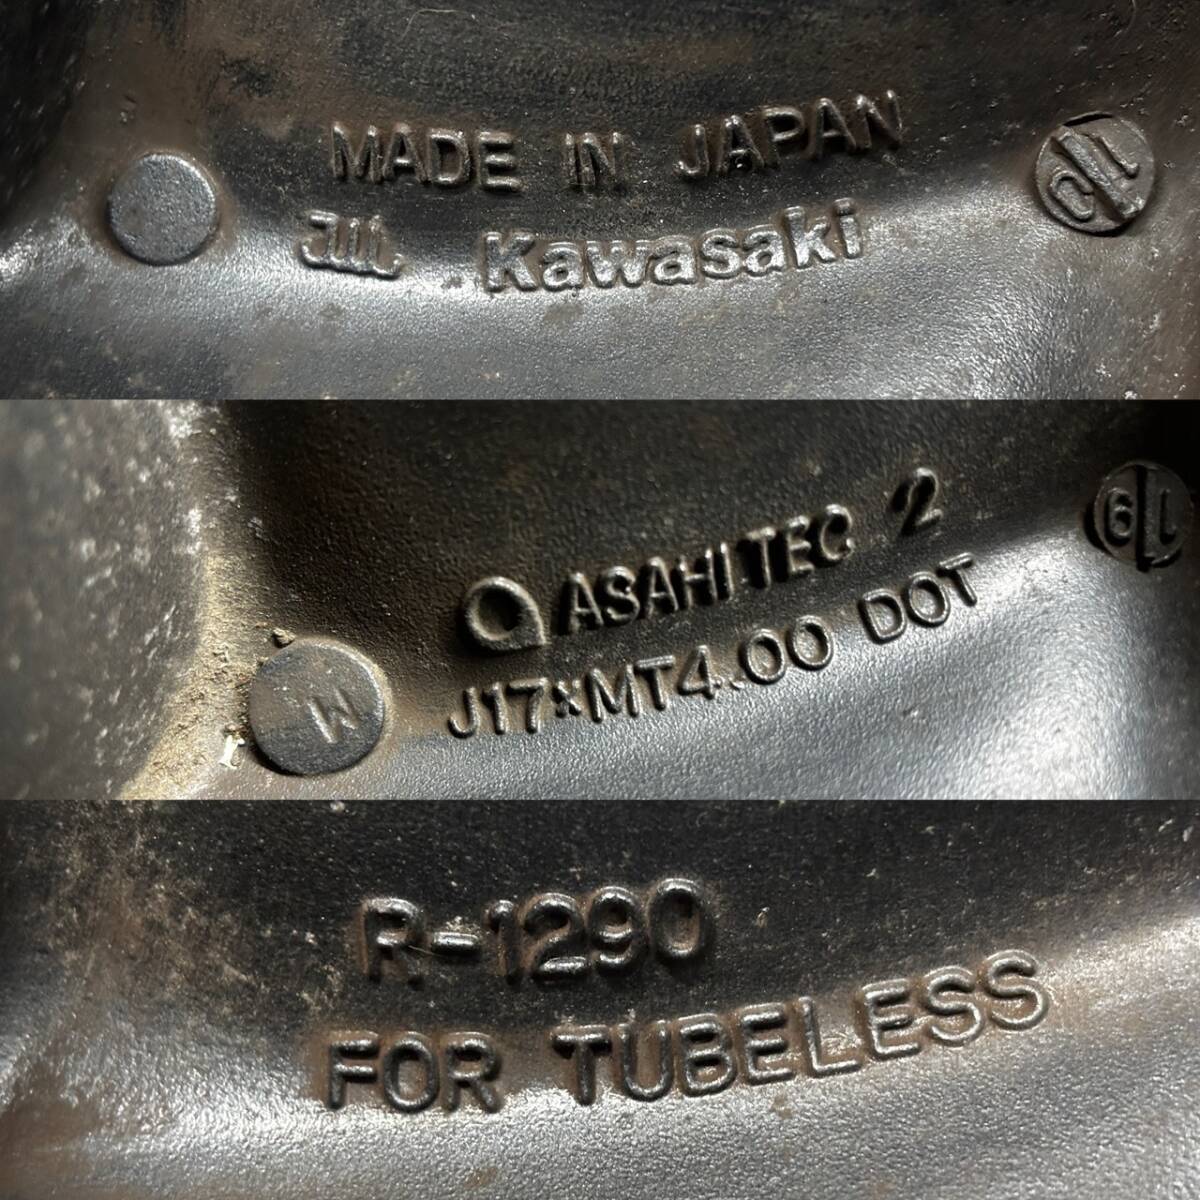 MADE IN JAPAN
JWL Kawasaki
ASAHI TEC 2
J17×MT4.00 DOT
M
R-1290
FOR TUBELESS